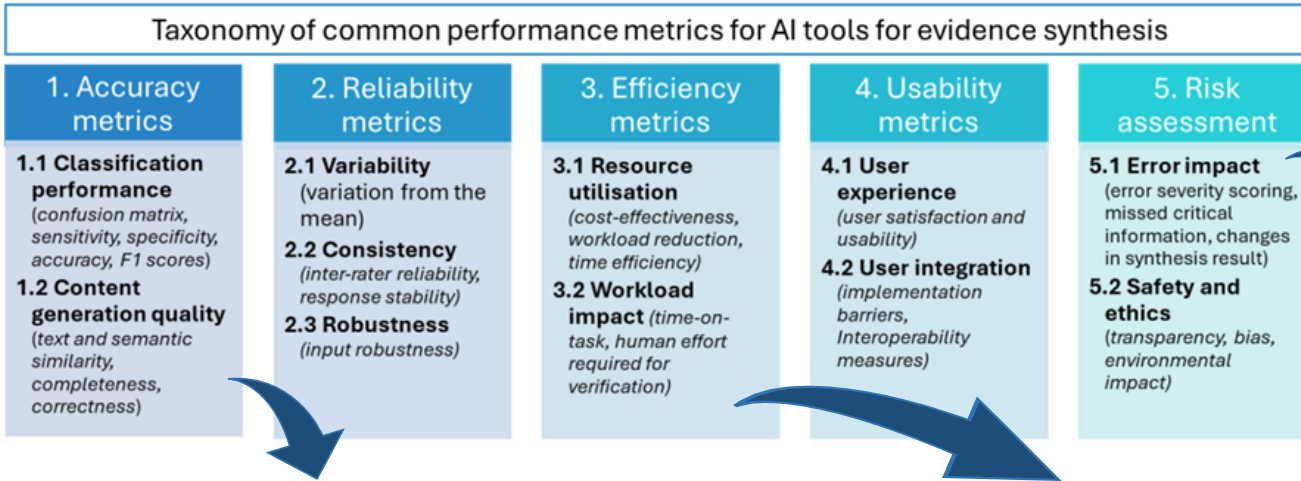 Taxonomy of common performance metrics for AI tools for evidence synthesis
1. Accuracy
metrics
1.1 Classification
performance
(confusion matrix,
sensitivity, specificity,
accuracy, F1 scores)
1.2 Content
generation quality
(text and semantic
similarity,
completeness,
correctness)
2. Reliability
metrics
2.1 Variability
(variation from the
mean)
2.2 Consistency
(inter-rater reliability,
response stability)
2.3 Robustness
(input robustness)
3. Efficiency
metrics
3.1 Resource
utilisation
(cost-effectiveness,
workload reduction,
time efficiency)
3.2 Workload
impact (time-on-
task, human effort
required for
verification)
4. Usability
metrics
4.1 User
experience
(user satisfaction and
usability)
4.2 User integration
(implementation
barriers,
Interoperability
measures)
5. Risk
assessment
5.1 Error impact
(error severity scoring,
missed critical
information, changes
in synthesis result)
5.2 Safety and
ethics
(transparency, bias,
environmental
impact)